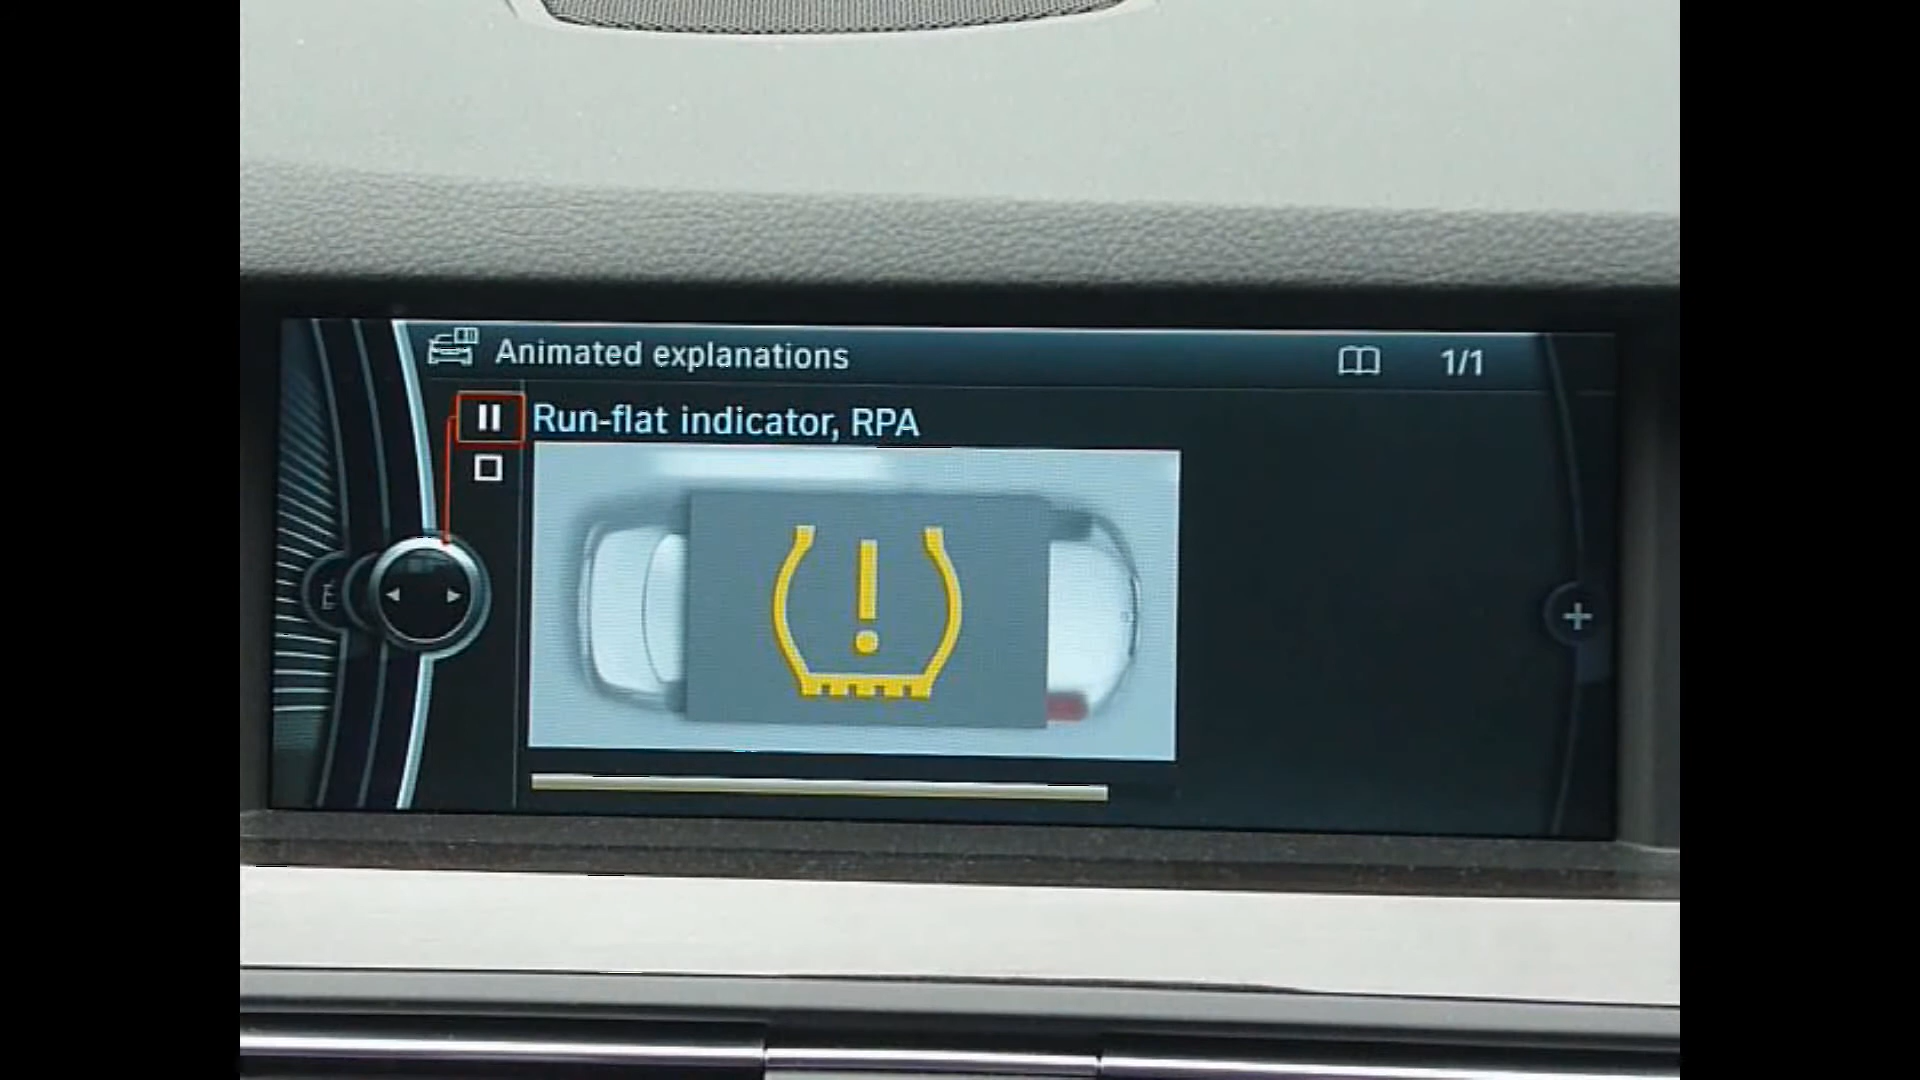 Animated explanations
1/1
Run-flat indicator, RPA